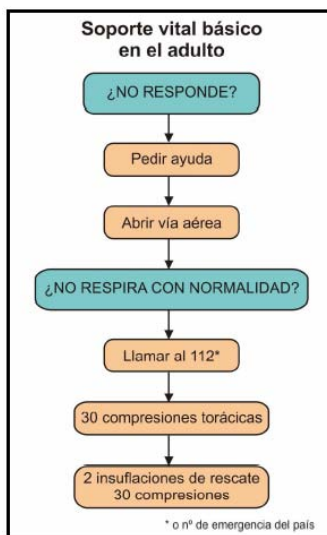 Soporte vital básico
en el adulto
¿NO RESPONDE?
Pedir ayuda
Abrir vía aérea
¿NO RESPIRA CON NORMALIDAD?
Llamar al 112*
30 compresiones torácicas
2 insuflaciones de rescate
30 compresiones
* o nº de emergencia del país